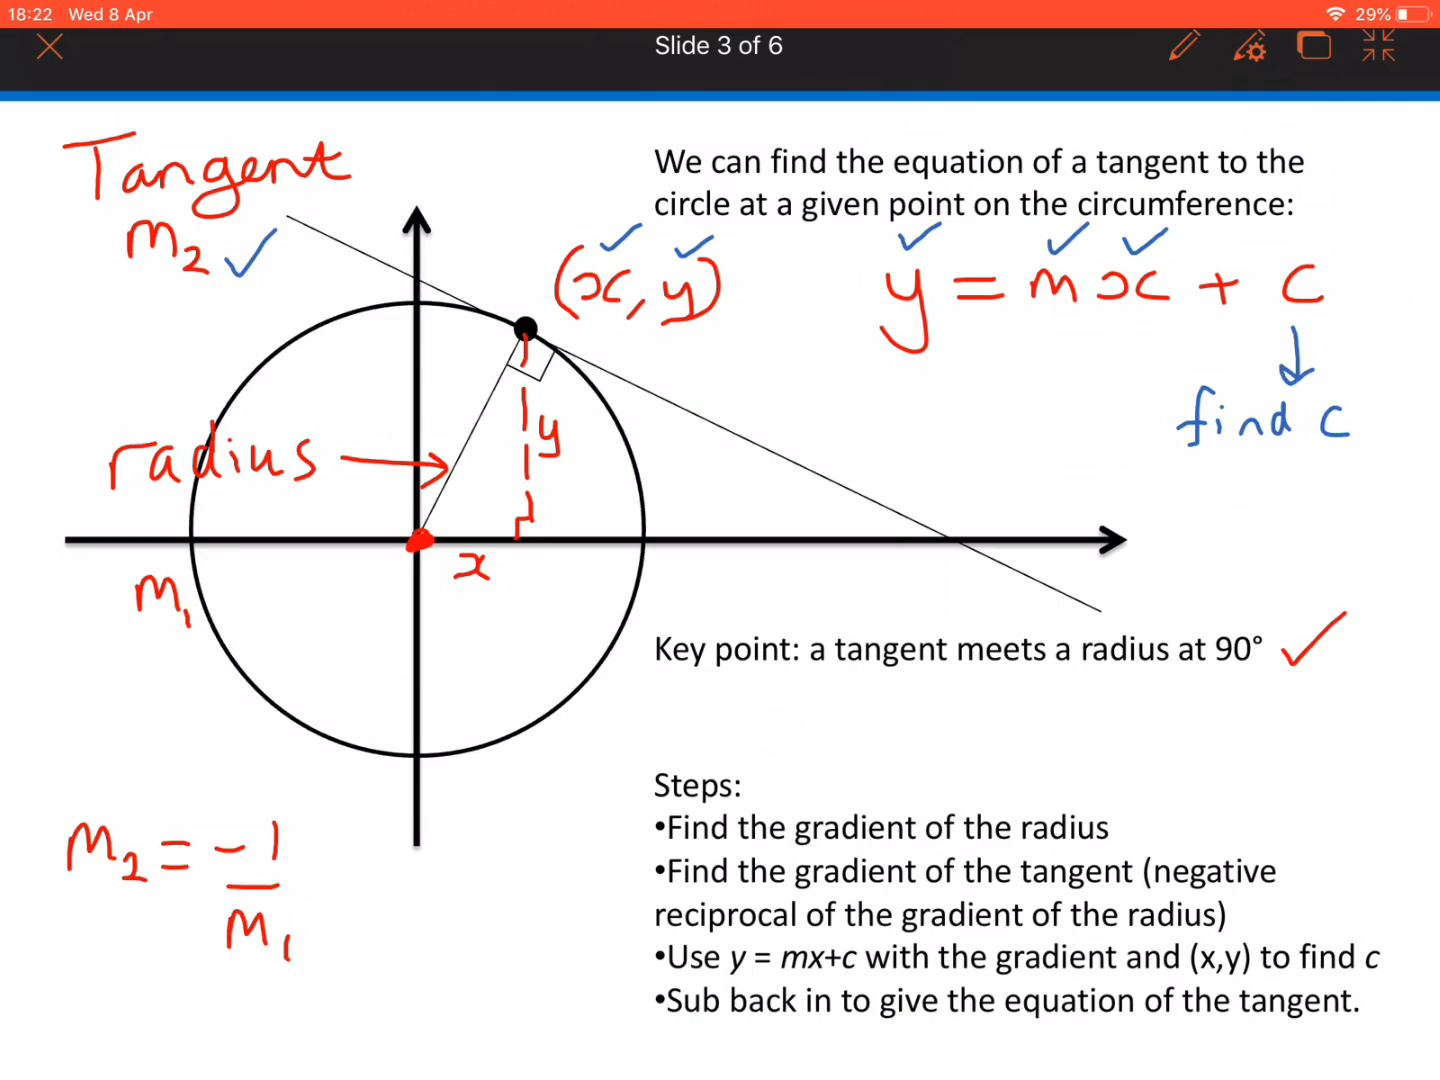 18:22 Wed 8 Apr
29%
Slide 3 of 6
Tangent
m₂
We can find the equation of a tangent to the
circle at a given point on the circumference:
(x, y)
y = mx + c
find c
radius
y
x
m₁
Key point: a tangent meets a radius at 90°
m₂ = -1
m₁
Steps:
•Find the gradient of the radius
•Find the gradient of the tangent (negative
reciprocal of the gradient of the radius)
•Use y = mx+c with the gradient and (x,y) to find c
•Sub back in to give the equation of the tangent.